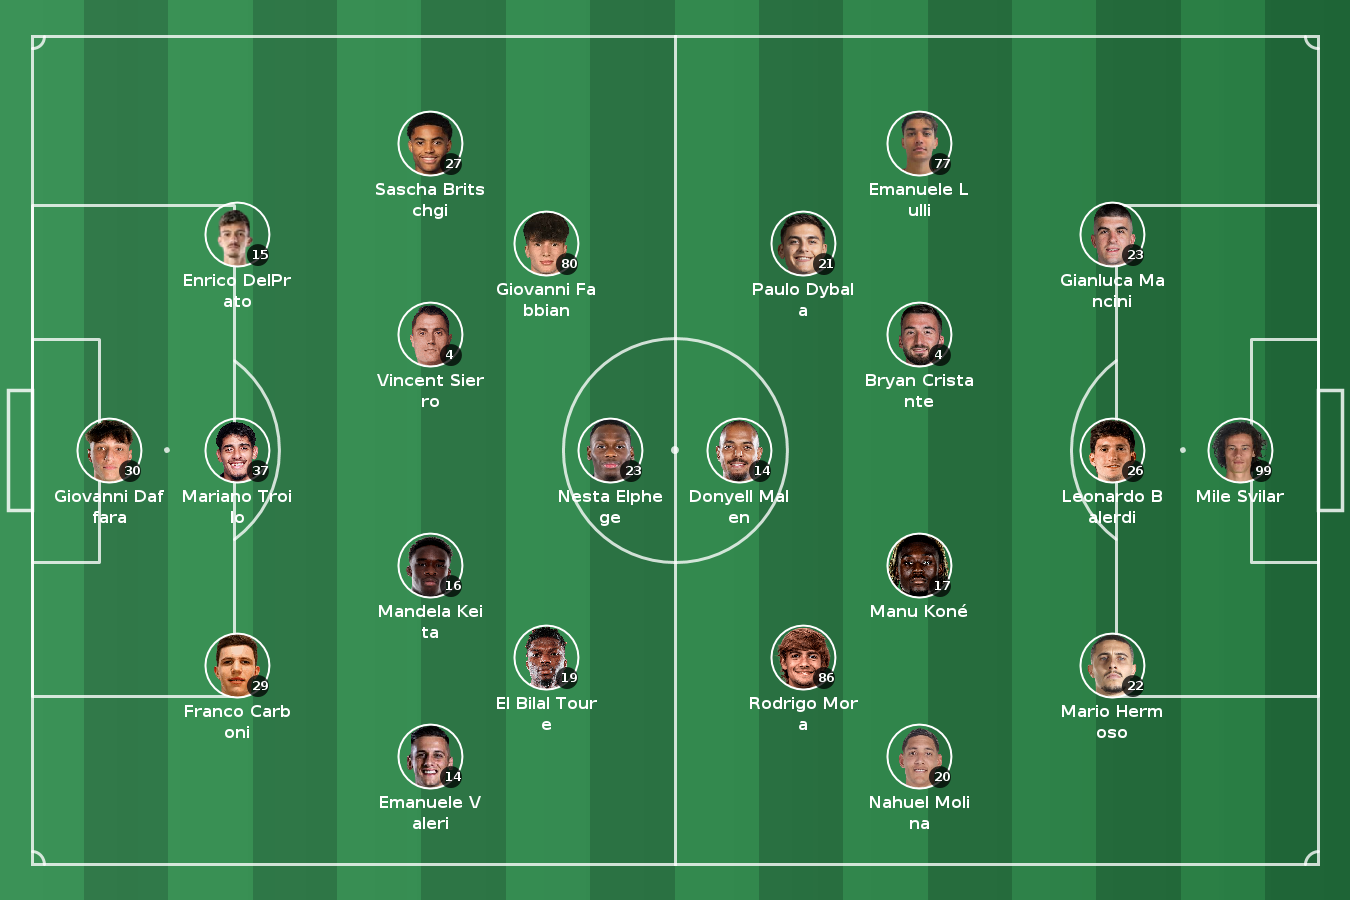 27
Sascha Brits
chgi
77
Emanuele L
ulli
15
Enrico DelPr
ato
80
Giovanni Fa
bbian
21
Paulo Dybal
a
23
Gianluca Ma
ncini
4
Vincent Sier
ro
4
Bryan Crista
nte
30
Giovanni Daf
fara
37
Mariano Troi
lo
23
Nesta Elphe
ge
14
Donyell Mal
en
26
Leonardo B
alerdi
99
Mile Svilar
16
Mandela Kei
ta
17
Manu Koné
29
Franco Carb
oni
19
El Bilal Tour
e
86
Rodrigo Mor
a
22
Mario Herm
oso
14
Emanuele V
aleri
20
Nahuel Moli
na